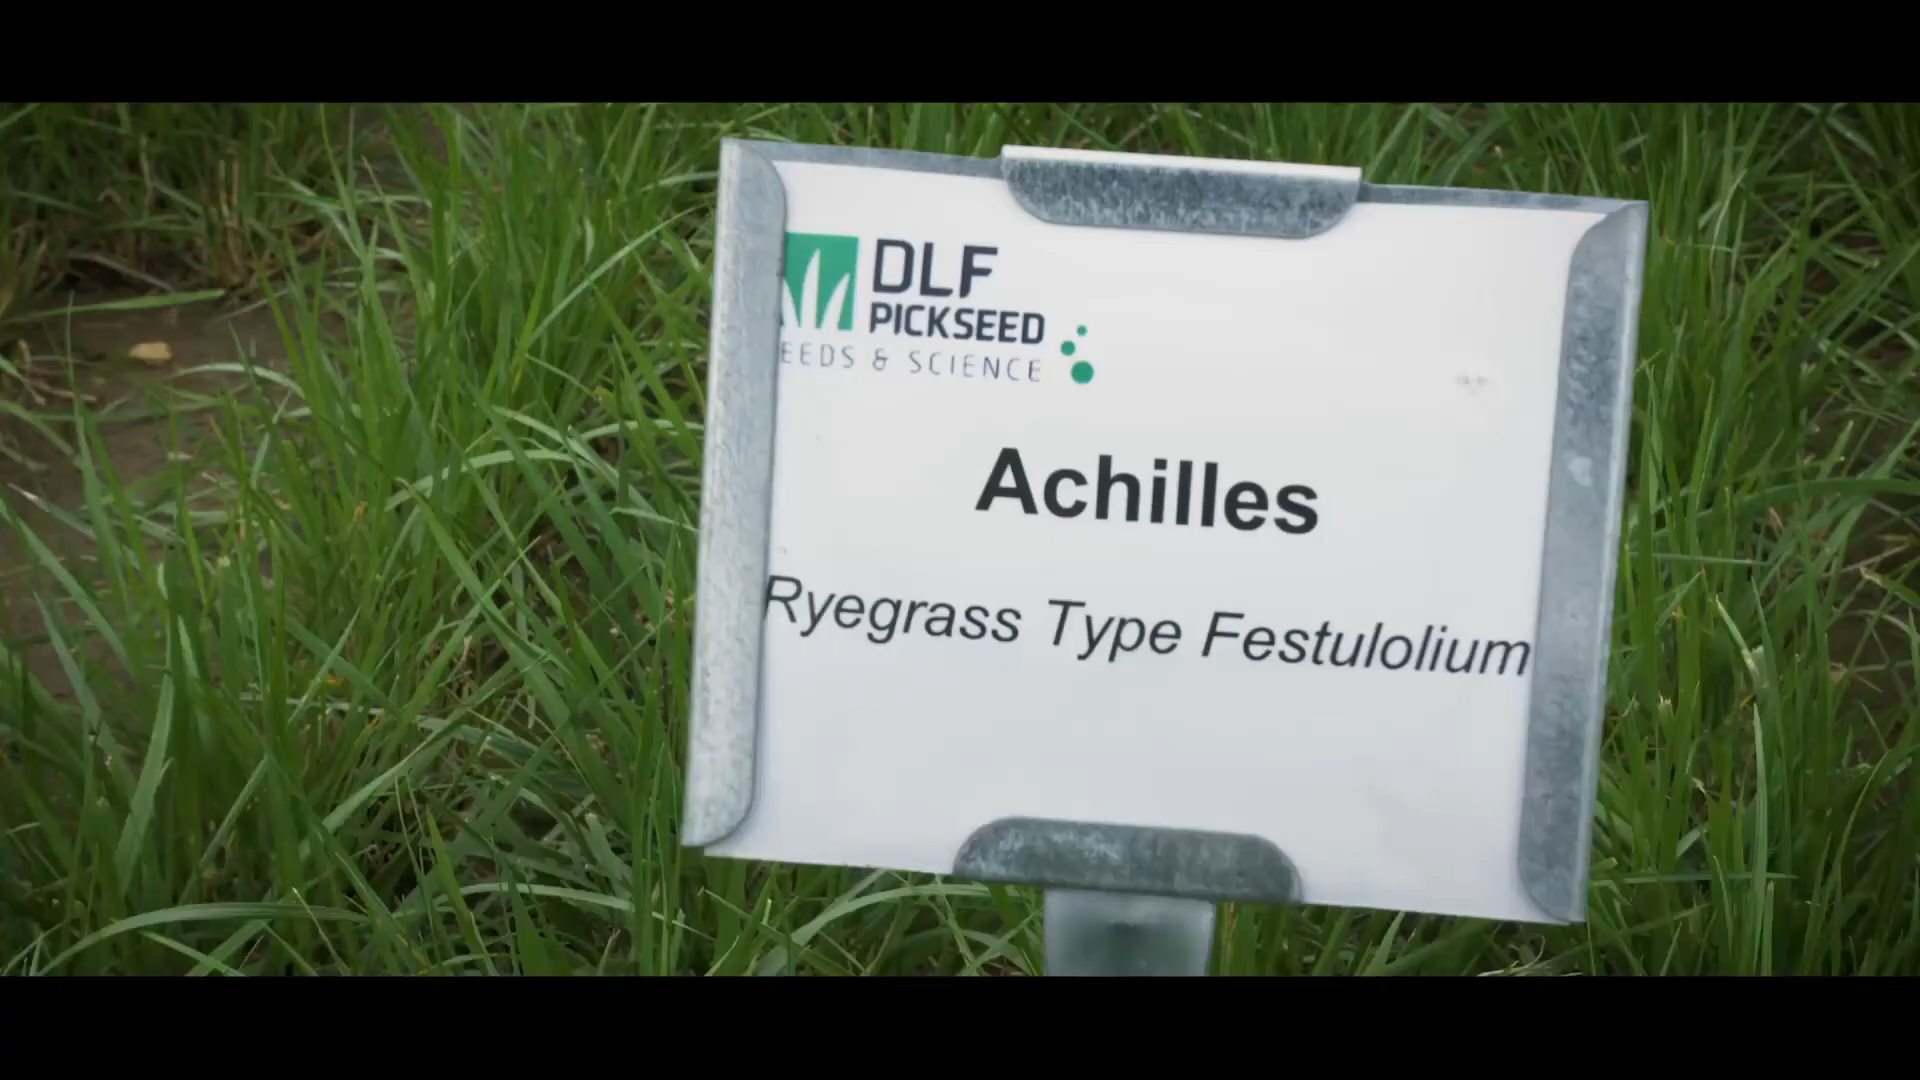 DLF
PICKSEED
EEDS & SCIENCE
Achilles
Ryegrass Type Festulolium